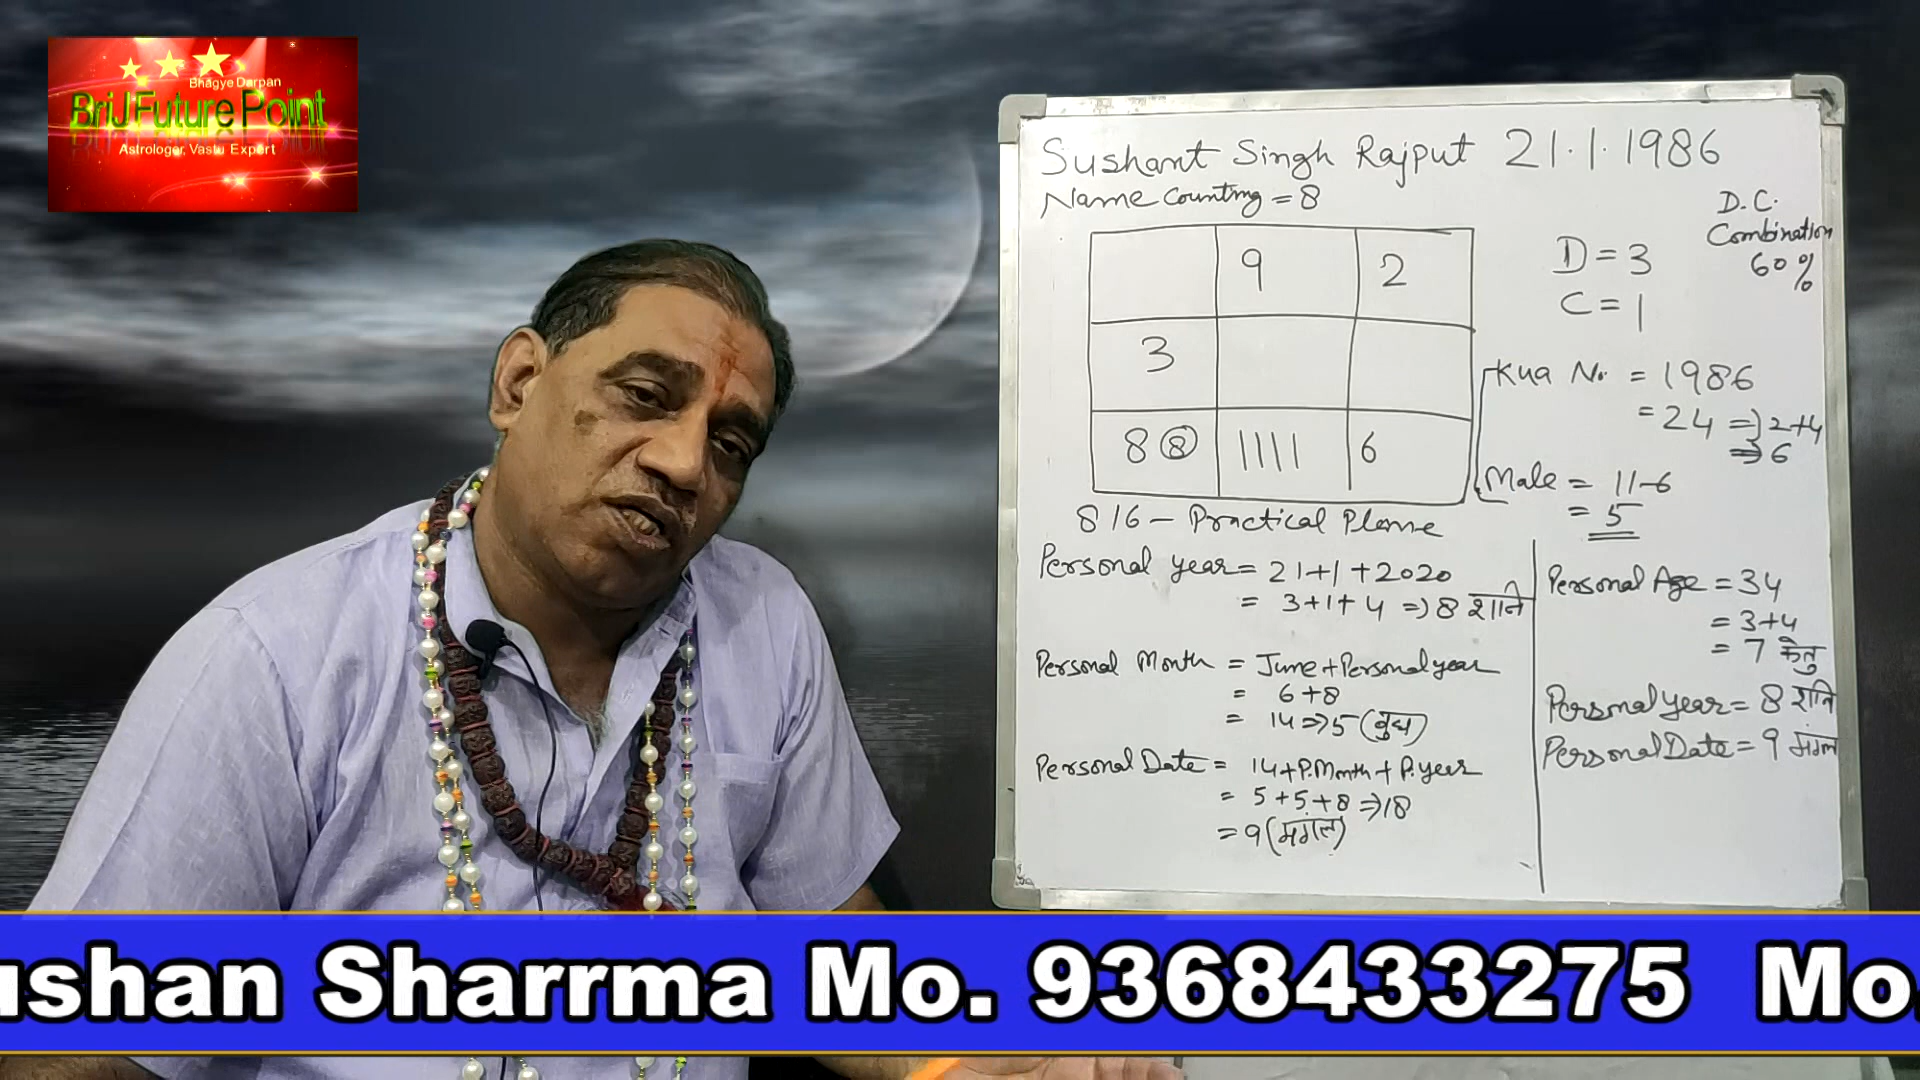 Bhagye Darpan
BriJ Future Point
Astrologer, Vastu Expert
Sushant Singh Rajput 21.1.1986
Name Counting = 8
D.C.
Combination
60%
9 2
3
8 8 1111 6
D = 3
C = 1
Kua No. = 1986
= 24 => 2+4
=> 6
Male = 11-6
= 5
816 - Practical Plane
Personal year = 21+1+2020
= 3+1+4 => 8 शनि
Personal Month = June + Personal year
= 6+8
= 14 => 5 (बुध)
Personal Date = 14 + P.Month + P.year
= 5+5+8 => 18
= 9 (मंगल)
Personal Age = 34
= 3+4
= 7 केतु
Personal year = 8 शनि
Personal Date = 9 मंगल
ushan Sharrma Mo. 9368433275 Mo.